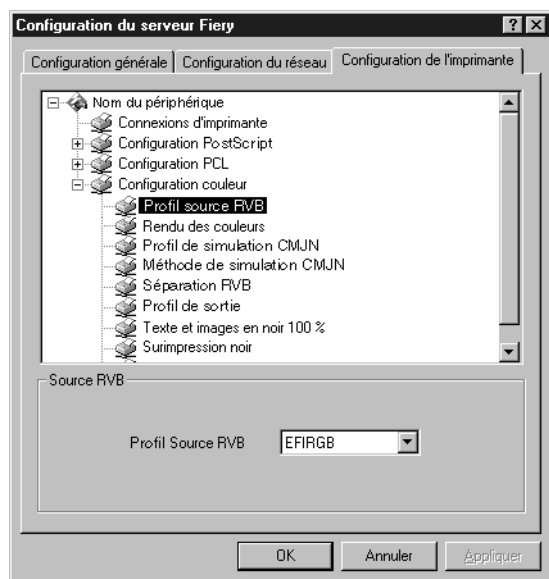 Configuration du serveur Fiery
Configuration générale Configuration du réseau Configuration de l'imprimante
Nom du périphérique
Connexions d'imprimante
Configuration PostScript
Configuration PCL
Configuration couleur
Profil source RVB
Rendu des couleurs
Profil de simulation CMJN
Méthode de simulation CMJN
Séparation RVB
Profil de sortie
Texte et images en noir 100 %
Surimpression noir
Source RVB
Profil Source RVB EFIRGB
OK Annuler Appliquer